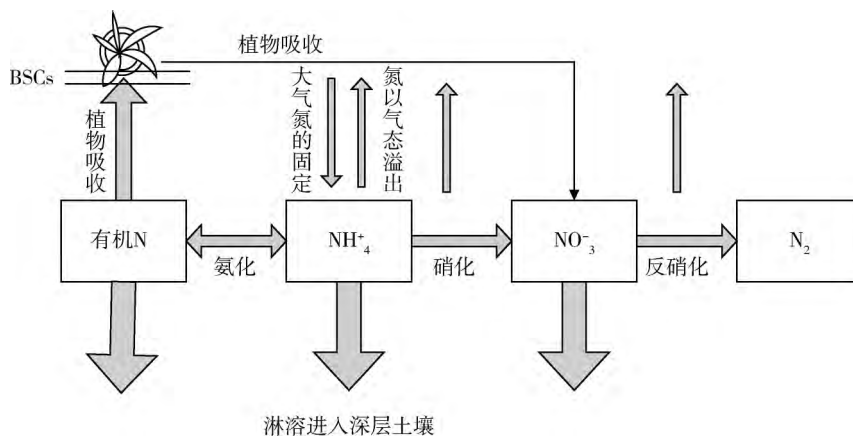 植物吸收
BSCs
植物吸收
大气氮的固定
氮以气态溢出
有机N
氨化
NH⁺₄
硝化
NO⁻₃
反硝化
N₂
淋溶进入深层土壤